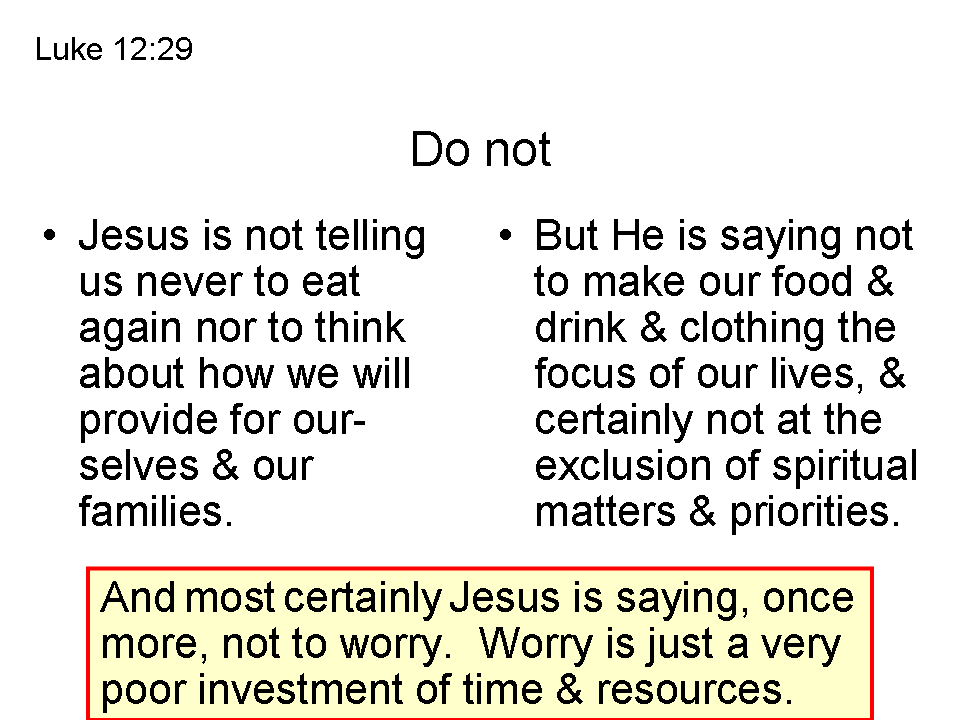 Luke 12:29
Do not
• Jesus is not telling
us never to eat
again nor to think
about how we will
provide for our-
selves & our
families.
• But He is saying not
to make our food &
drink & clothing the
focus of our lives, &
certainly not at the
exclusion of spiritual
matters & priorities.
And most certainly Jesus is saying, once
more, not to worry.  Worry is just a very
poor investment of time & resources.